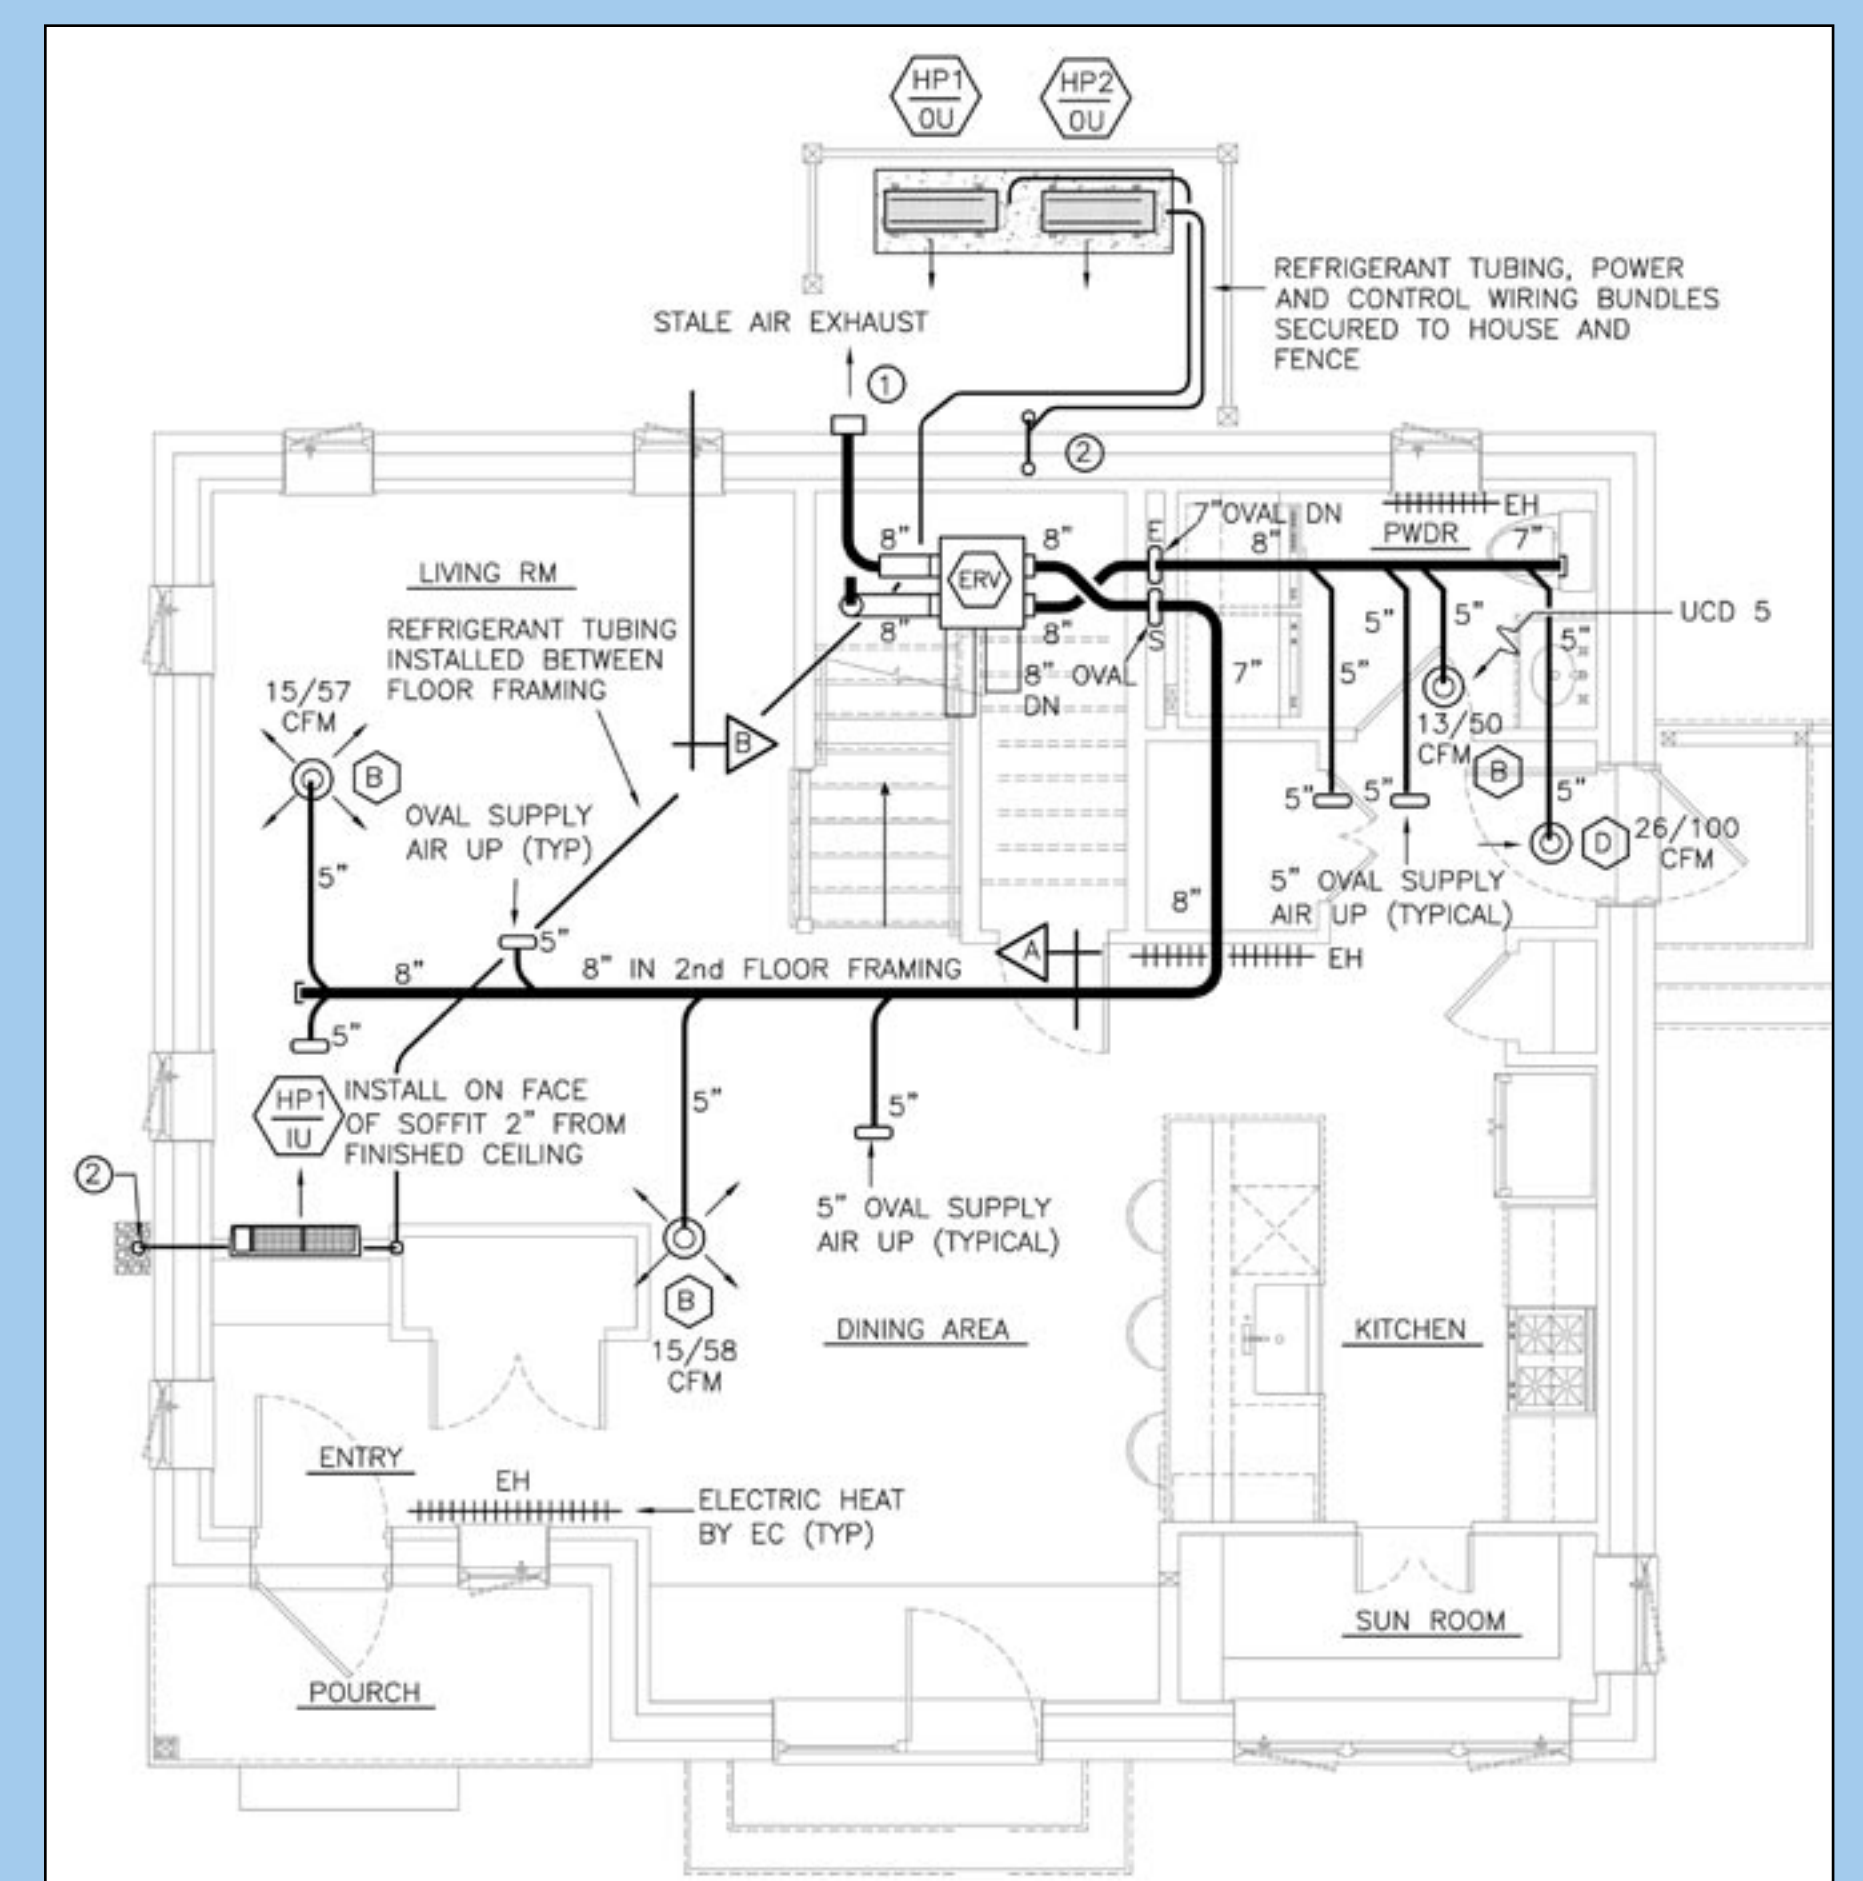 HP1
OU
HP2
OU
REFRIGERANT TUBING, POWER
AND CONTROL WIRING BUNDLES
SECURED TO HOUSE AND
FENCE
STALE AIR EXHAUST
1
2
7" OVAL DN
EH
8"
8"
E
8"
PWDR
7"
LIVING RM
ERV
REFRIGERANT TUBING
INSTALLED BETWEEN
FLOOR FRAMING
8"
8"
S
5"
5"
5"
UCD 5
8"
DN
OVAL
7"
5"
15/57
CFM
B
B
13/50
CFM
B
5"
5"
5"
OVAL SUPPLY
AIR UP (TYP)
D
26/100
CFM
5"
5" OVAL SUPPLY
AIR UP (TYPICAL)
8"
5"
8"
8" IN 2nd FLOOR FRAMING
A
EH
5"
HP1
IU
INSTALL ON FACE
OF SOFFIT 2" FROM
FINISHED CEILING
5"
5"
2
5" OVAL SUPPLY
AIR UP (TYPICAL)
B
15/58
CFM
DINING AREA
KITCHEN
ENTRY
EH
ELECTRIC HEAT
BY EC (TYP)
SUN ROOM
POURCH